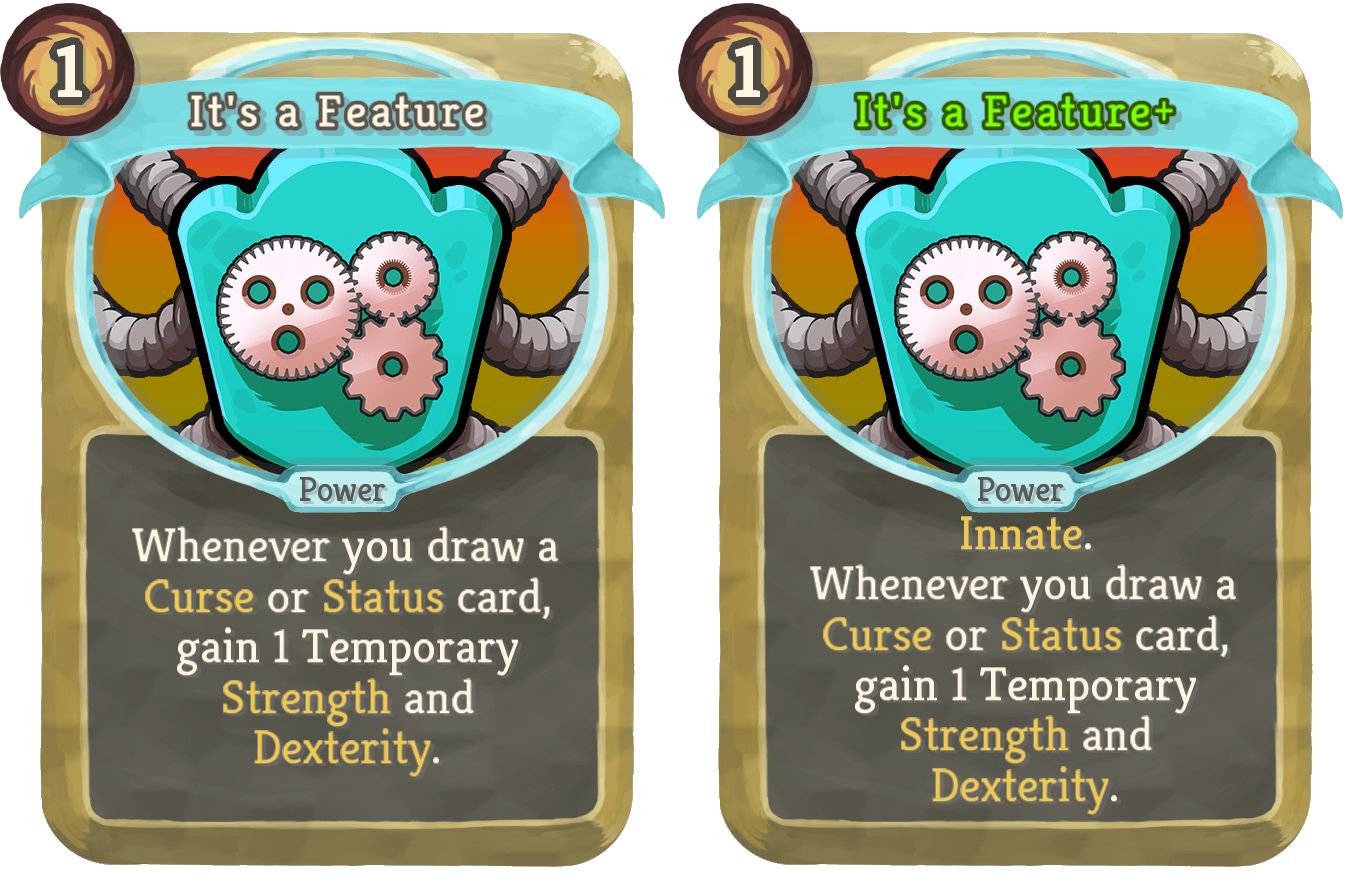 1
It's a Feature
Power
Whenever you draw a
Curse or Status card,
gain 1 Temporary
Strength and
Dexterity.
1
It's a Feature+
Power
Innate.
Whenever you draw a
Curse or Status card,
gain 1 Temporary
Strength and
Dexterity.